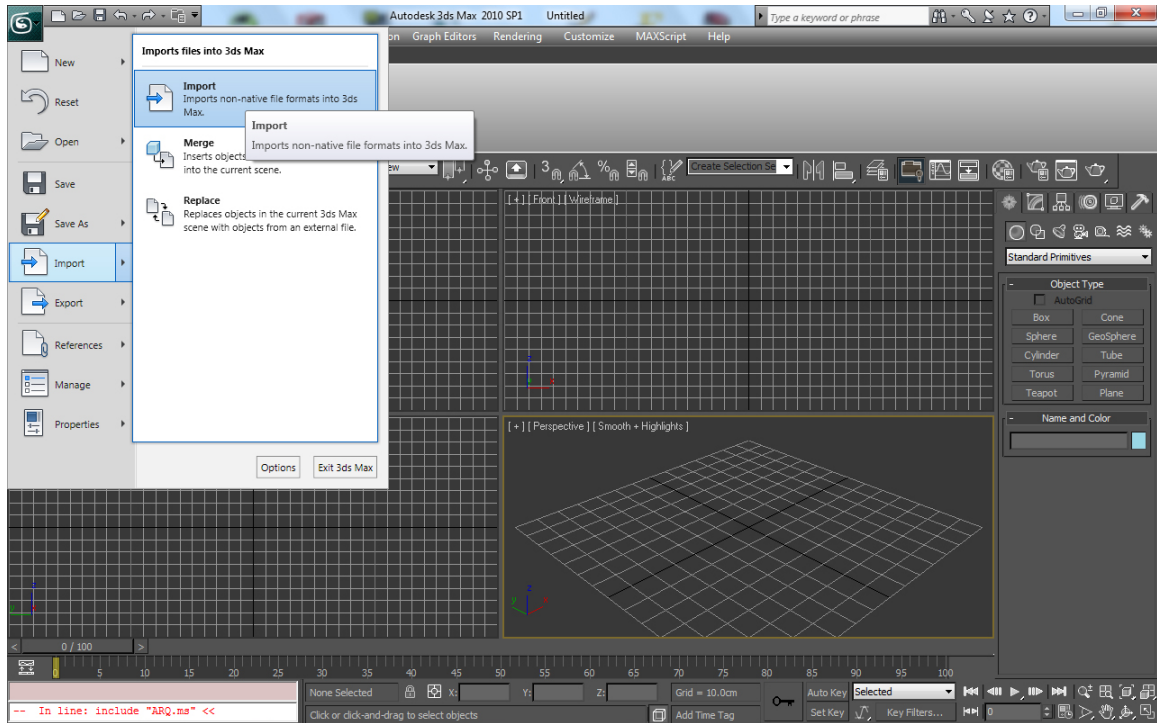 Autodesk 3ds Max 2010 SP1 Untitled
Type a keyword or phrase
on Graph Editors Rendering Customize MAXScript Help
New
Reset
Open
Save
Save As
Import
Export
References
Manage
Properties
Imports files into 3ds Max
Import
Imports non-native file formats into 3ds
Max.
Merge
Inserts objects
into the current scene.
Replace
Replaces objects in the current 3ds Max
scene with objects from an external file.
Import
Imports non-native file formats into 3ds Max.
Options
Exit 3ds Max
ew
3
%
ABC
Create Selection Se
[ + ] [ Front ] [ Wireframe ]
z
x
[ + ] [ Perspective ] [ Smooth + Highlights ]
z
y
Standard Primitives
- Object Type
AutoGrid
Box Cone
Sphere GeoSphere
Cylinder Tube
Torus Pyramid
Teapot Plane
- Name and Color
< 0 / 100 >
0 5 10 15 20 25 30 35 40 45 50 55 60 65 70 75 80 85 90 95 100
None Selected X: Y: Z: Grid = 10.0cm Auto Key Selected
-- In line: include "ARQ.ms" <<
Click or click-and-drag to select objects Add Time Tag Set Key Key Filters... 0